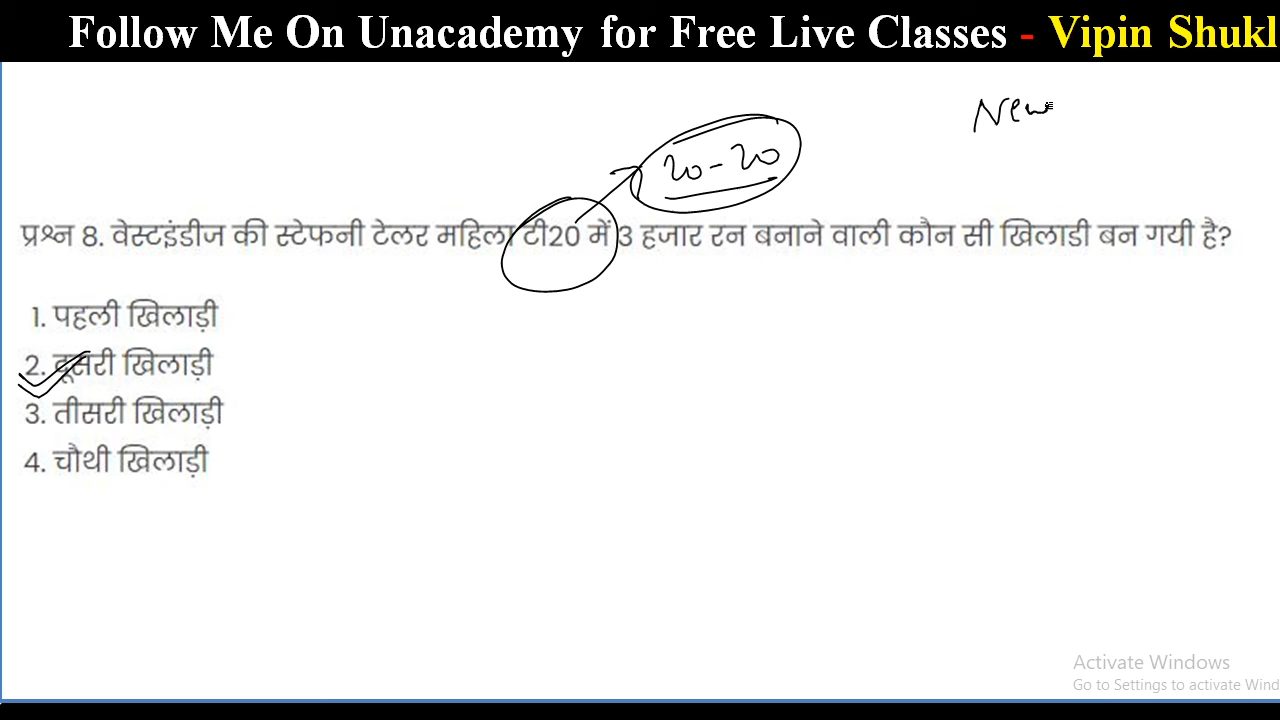 Follow Me On Unacademy for Free Live Classes - Vipin Shukl
New
20-20
प्रश्न 8. वेस्टइंडीज की स्टेफनी टेलर महिला टी20 में 3 हजार रन बनाने वाली कौन सी खिलाडी बन गयी है?
1. पहली खिलाड़ी
2. दूसरी खिलाड़ी
3. तीसरी खिलाड़ी
4. चौथी खिलाड़ी
Activate Windows
Go to Settings to activate Wind